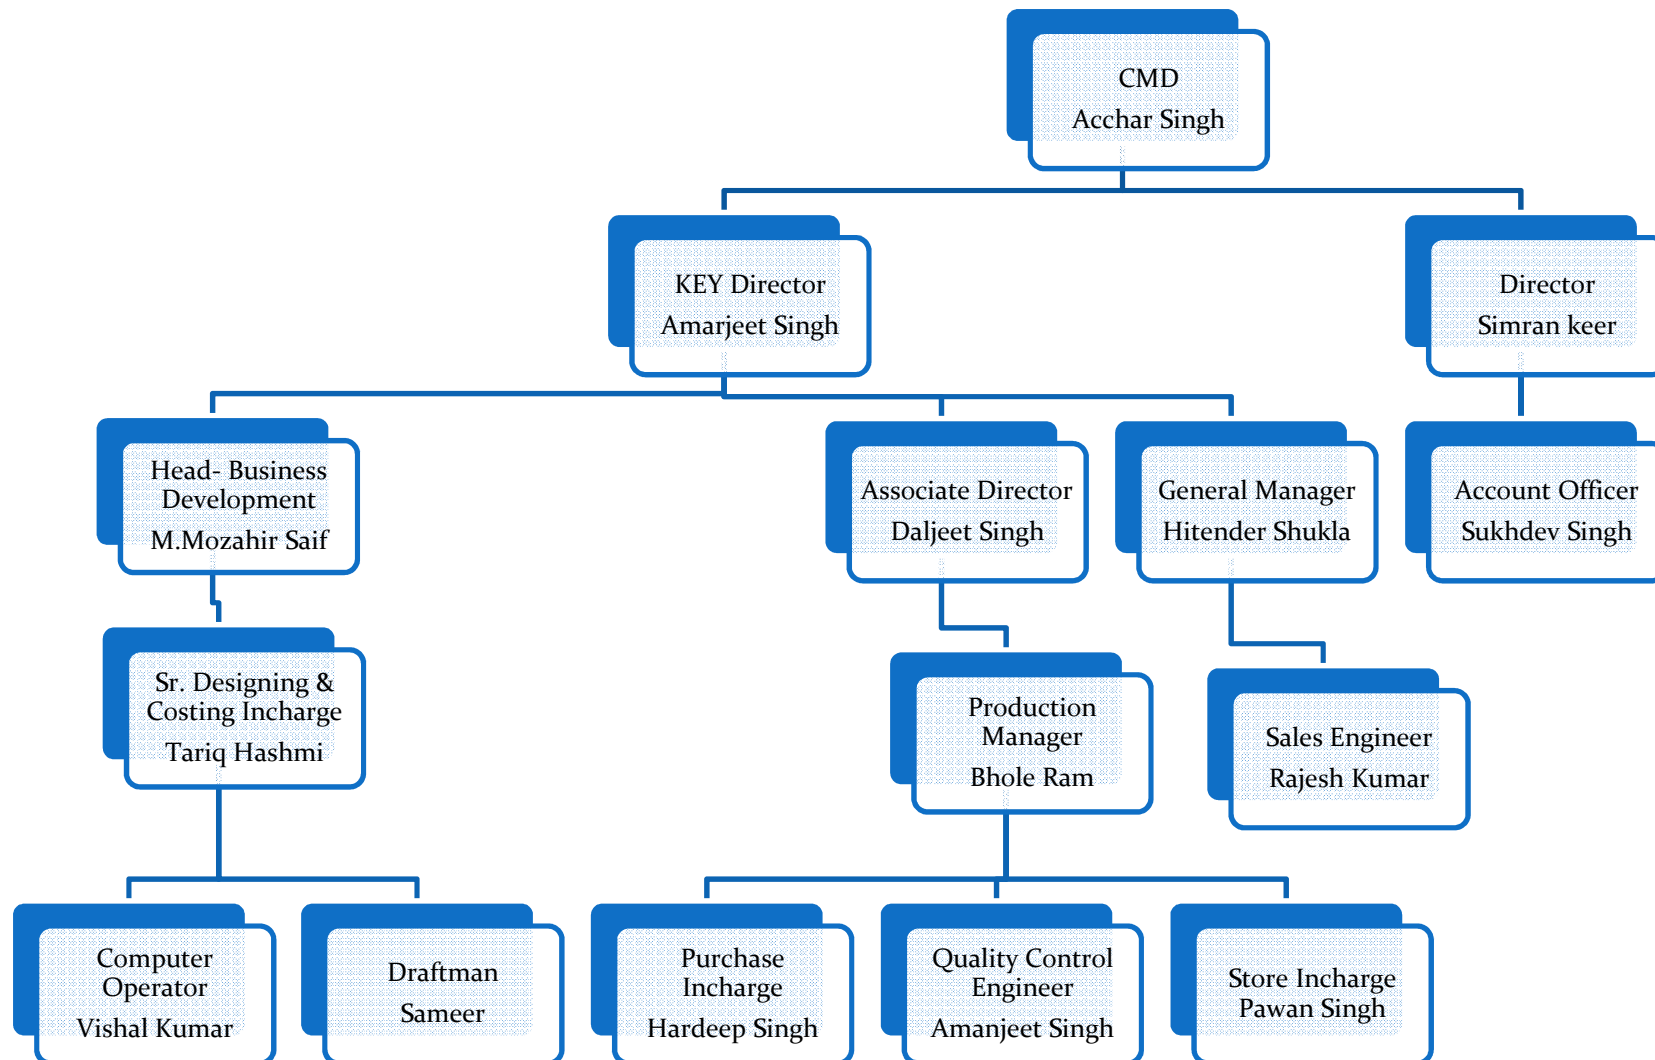 CMD
Acchar Singh
KEY Director
Amarjeet Singh
Director
Simran keer
Head- Business
Development
M.Mozahir Saif
Associate Director
Daljeet Singh
General Manager
Hitender Shukla
Account Officer
Sukhdev Singh
Sr. Designing &
Costing Incharge
Tariq Hashmi
Production
Manager
Bhole Ram
Sales Engineer
Rajesh Kumar
Computer
Operator
Vishal Kumar
Draftman
Sameer
Purchase
Incharge
Hardeep Singh
Quality Control
Engineer
Amanjeet Singh
Store Incharge
Pawan Singh